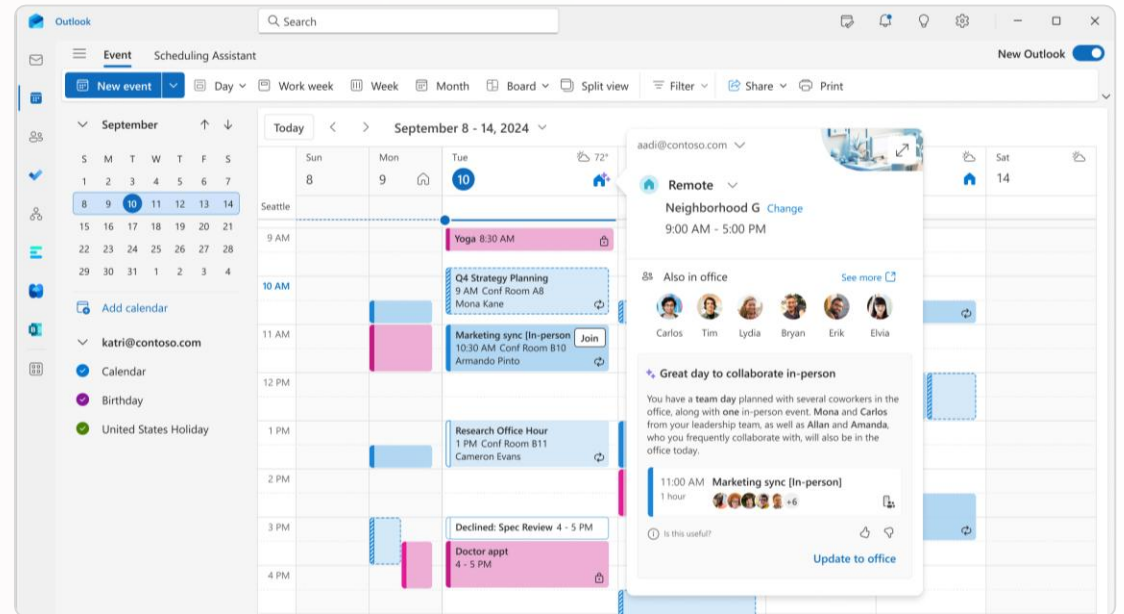 Outlook
Search
Event
Scheduling Assistant
New Outlook
New event
Day
Work week
Week
Month
Board
Split view
Filter
Share
Print
September
S M T W T F S
1 2 3 4 5 6 7
8 9 10 11 12 13 14
15 16 17 18 19 20 21
22 23 24 25 26 27 28
29 30 31 1 2 3 4
Add calendar
katri@contoso.com
Calendar
Birthday
United States Holiday
Today
September 8 - 14, 2024
Sun
8
Mon
9
Tue
72°
10
Sat
14
Seattle
9 AM
10 AM
11 AM
12 PM
1 PM
2 PM
3 PM
4 PM
Yoga 8:30 AM
Q4 Strategy Planning
9 AM Conf Room A8
Mona Kane
Marketing sync [In-person
10:30 AM Conf Room B10
Armando Pinto
Join
Research Office Hour
1 PM Conf Room B11
Cameron Evans
Declined: Spec Review 4 - 5 PM
Doctor appt
4 - 5 PM
aadi@contoso.com
Remote
Neighborhood G Change
9:00 AM - 5:00 PM
Also in office
See more
Carlos Tim Lydia Bryan Erik Elvia
Great day to collaborate in-person
You have a team day planned with several coworkers in the
office, along with one in-person event. Mona and Carlos
from your leadership team, as well as Allan and Amanda,
who you frequently collaborate with, will also be in the
office today.
11:00 AM Marketing sync [In-person]
1 hour
+6
Is this useful?
Update to office